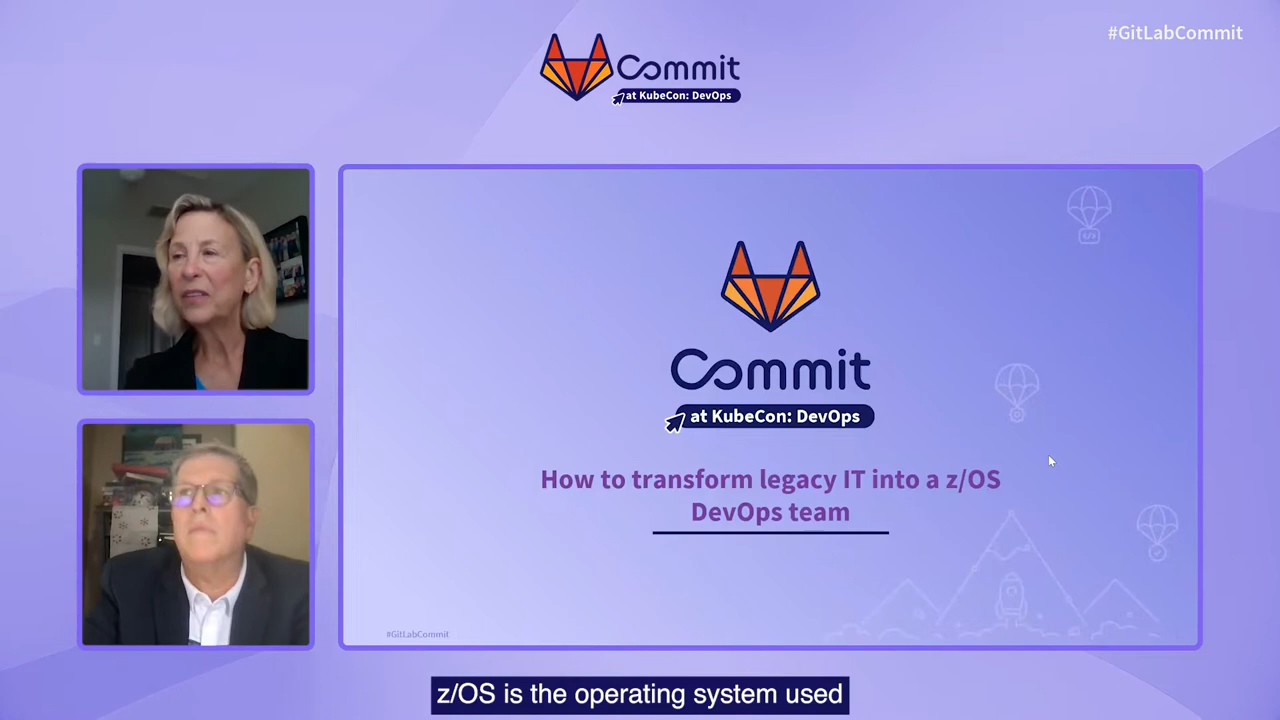 #GitLabCommit
Commit
at KubeCon: DevOps
Commit
at KubeCon: DevOps
How to transform legacy IT into a z/OS
DevOps team
#GitLabCommit
z/OS is the operating system used